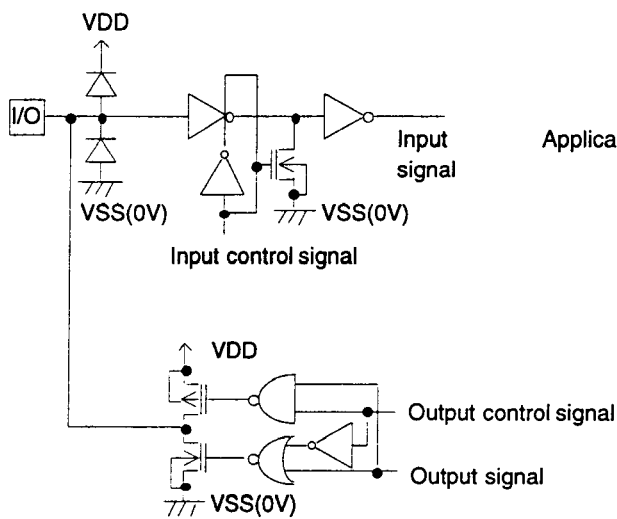 VDD
I/O
Input
signal
Applica
VSS(0V)
VSS(0V)
Input control signal
VDD
Output control signal
Output signal
VSS(0V)